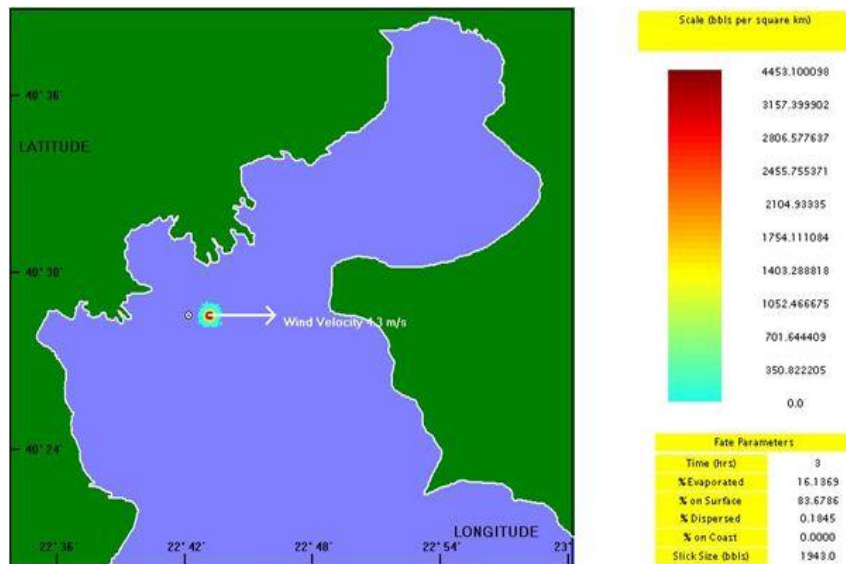 Scale (bbls per square km)
4453.100098
3157.399902
2806.577637
2455.755371
2104.93335
1754.111084
1403.288818
1052.466675
701.644409
350.822205
0.0
40° 36'
LATITUDE
40° 30'
Wind Velocity 4.3 m/s
40° 24'
LONGITUDE
22° 36'
22° 42'
22° 48'
22° 54'
23°
Fate Parameters
Time (hrs) 3
% Evaporated 16.1369
% on Surface 83.6786
% Dispersed 0.1845
% on Coast 0.0000
Slick Size (bbls) 1943.0